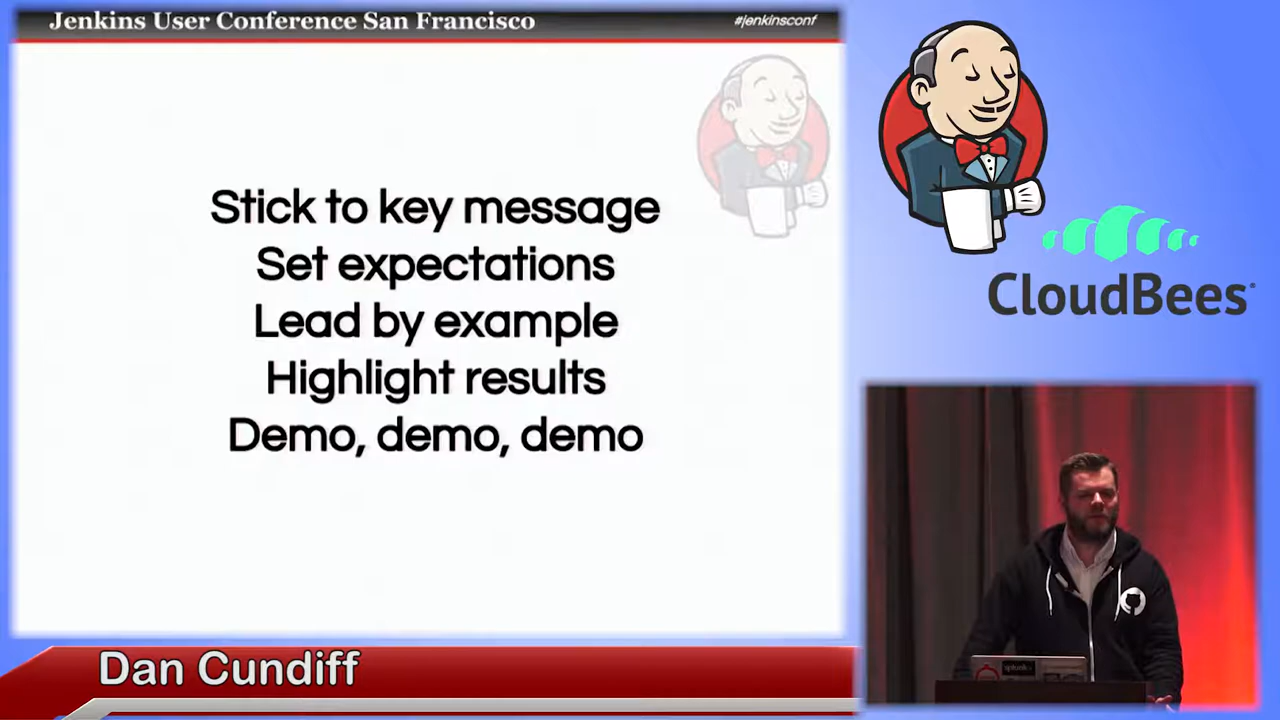 Jenkins User Conference San Francisco
#jenkinsconf
Stick to key message
Set expectations
Lead by example
Highlight results
Demo, demo, demo
CloudBees
Dan Cundiff
splunk>